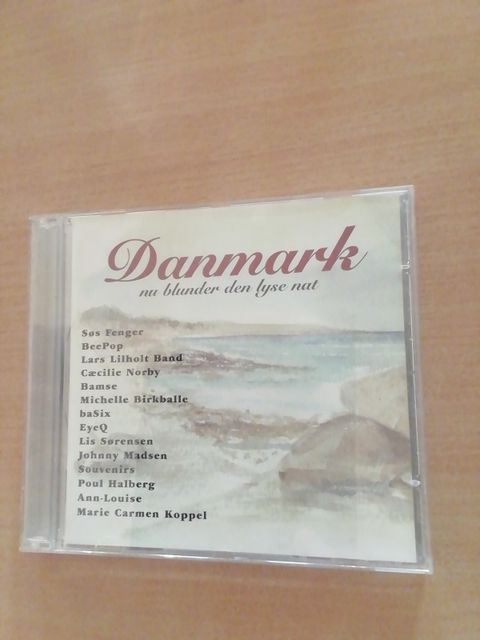 Danmark
nu blunder den lyse nat
Søs Fenger
BeePop
Lars Lilholt Band
Cæcilie Norby
Bamse
Michelle Birkballe
baSix
EyeQ
Lis Sørensen
Johnny Madsen
Souvenirs
Poul Halberg
Ann-Louise
Marie Carmen Koppel